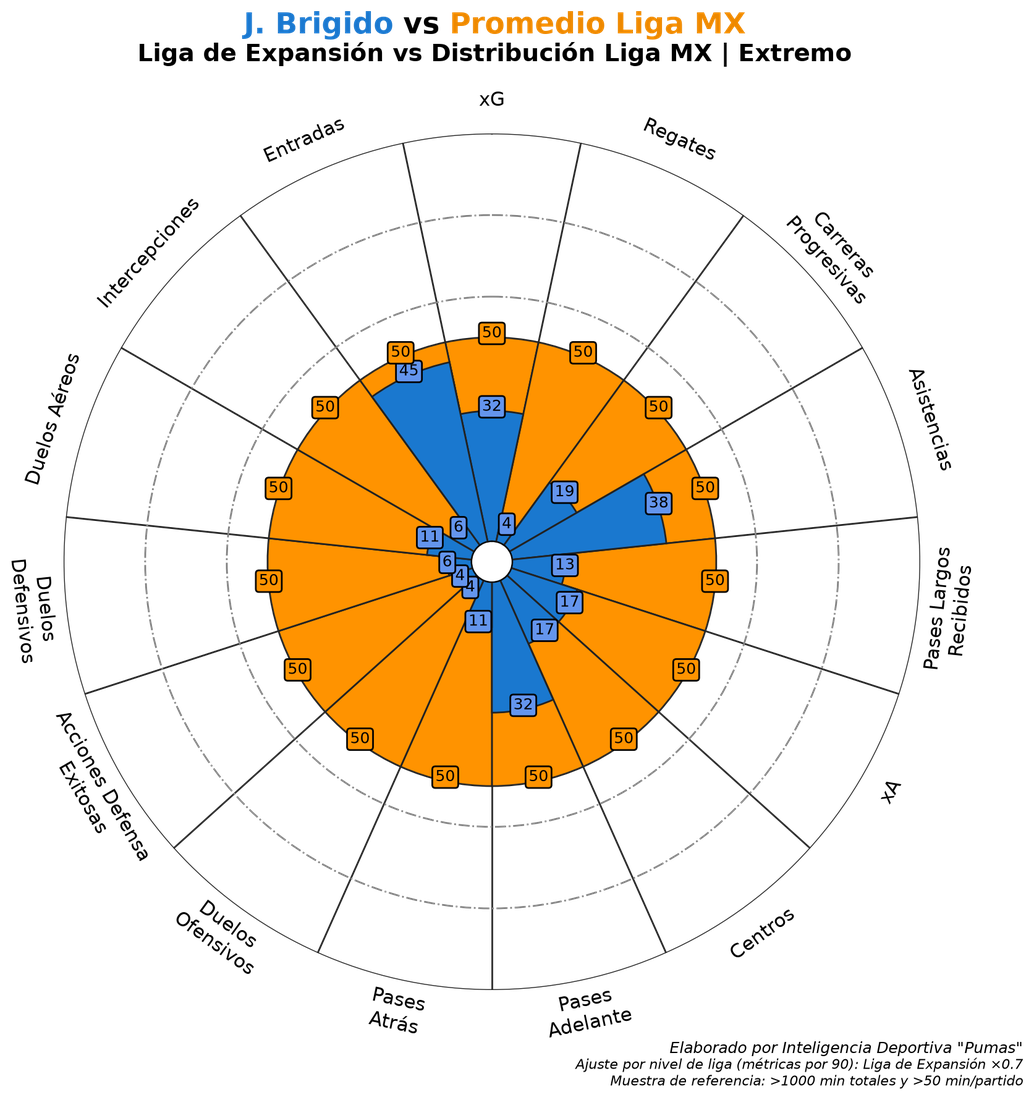 J. Brigido vs Promedio Liga MX
Liga de Expansión vs Distribución Liga MX | Extremo
xG
50
32
Regates
50
4
Carreras
Progresivas
50
19
Asistencias
50
38
Pases Largos
Recibidos
50
13
xA
50
17
Centros
50
17
Pases
Adelante
50
32
Pases
Atrás
50
11
Duelos
Ofensivos
50
4
Acciones Defensa
Exitosas
50
4
Duelos
Defensivos
50
6
Duelos Aéreos
50
11
Intercepciones
50
6
Entradas
50
45
Elaborado por Inteligencia Deportiva "Pumas"
Ajuste por nivel de liga (métricas por 90): Liga de Expansión ×0.7
Muestra de referencia: >1000 min totales y >50 min/partido